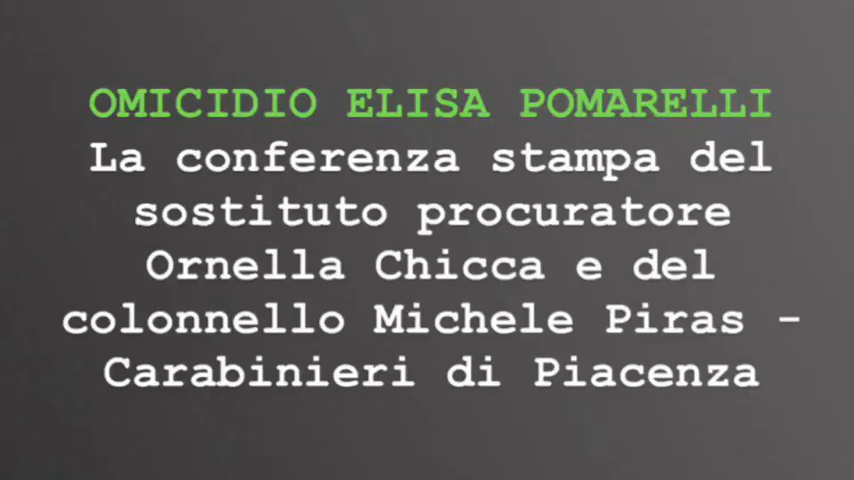 OMICIDIO ELISA POMARELLI
La conferenza stampa del
sostituto procuratore
Ornella Chicca e del
colonnello Michele Piras -
Carabinieri di Piacenza